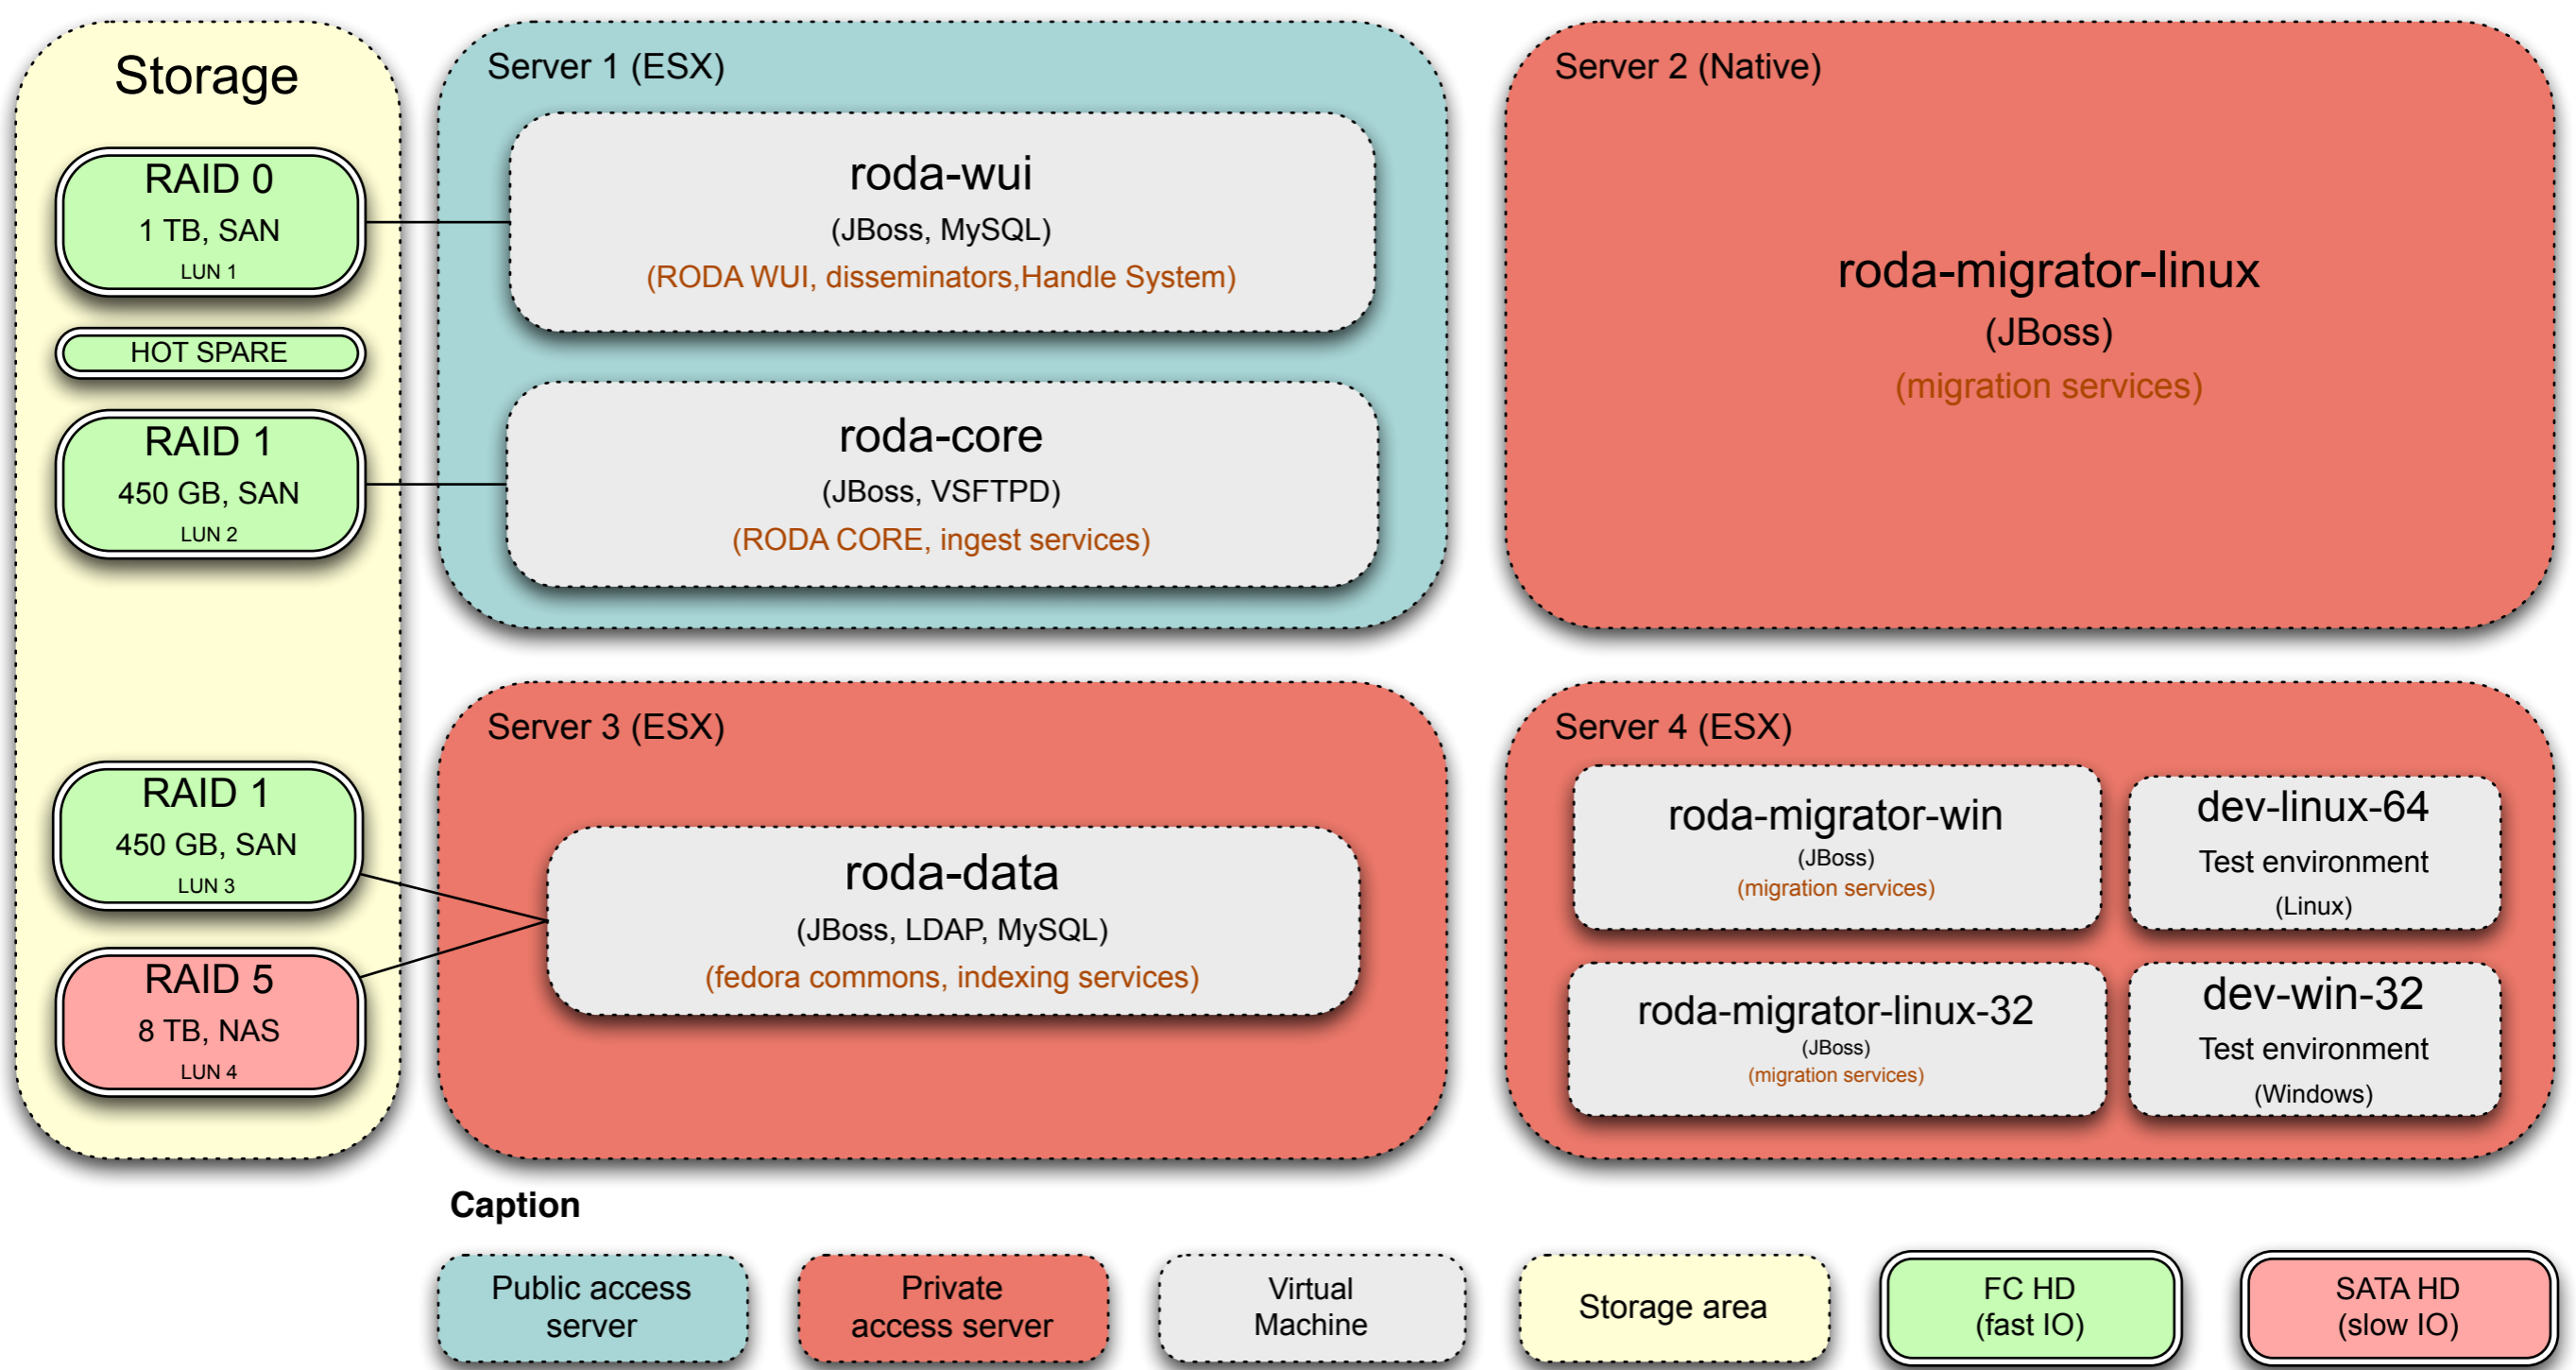 Storage
RAID 0
1 TB, SAN
LUN 1
HOT SPARE
RAID 1
450 GB, SAN
LUN 2
RAID 1
450 GB, SAN
LUN 3
RAID 5
8 TB, NAS
LUN 4
Server 1 (ESX)
roda-wui
(JBoss, MySQL)
(RODA WUI, disseminators,Handle System)
roda-core
(JBoss, VSFTPD)
(RODA CORE, ingest services)
Server 2 (Native)
roda-migrator-linux
(JBoss)
(migration services)
Server 3 (ESX)
roda-data
(JBoss, LDAP, MySQL)
(fedora commons, indexing services)
Server 4 (ESX)
roda-migrator-win
(JBoss)
(migration services)
dev-linux-64
Test environment
(Linux)
roda-migrator-linux-32
(JBoss)
(migration services)
dev-win-32
Test environment
(Windows)
Caption
Public access
server
Private
access server
Virtual
Machine
Storage area
FC HD
(fast IO)
SATA HD
(slow IO)